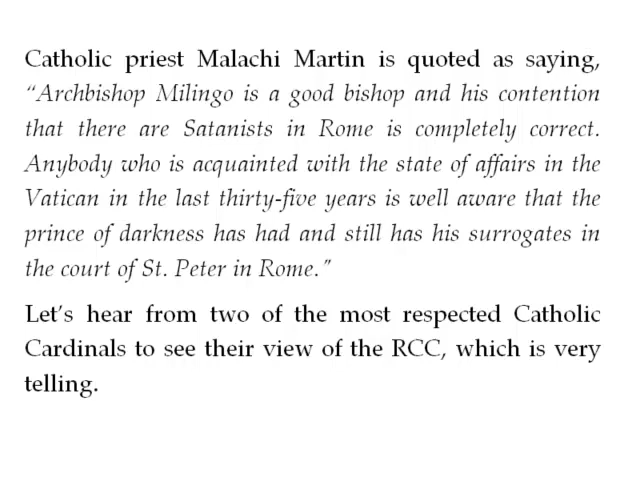 Catholic priest Malachi Martin is quoted as saying,
“Archbishop Milingo is a good bishop and his contention
that there are Satanists in Rome is completely correct.
Anybody who is acquainted with the state of affairs in the
Vatican in the last thirty-five years is well aware that the
prince of darkness has had and still has his surrogates in
the court of St. Peter in Rome.”
Let’s hear from two of the most respected Catholic
Cardinals to see their view of the RCC, which is very
telling.